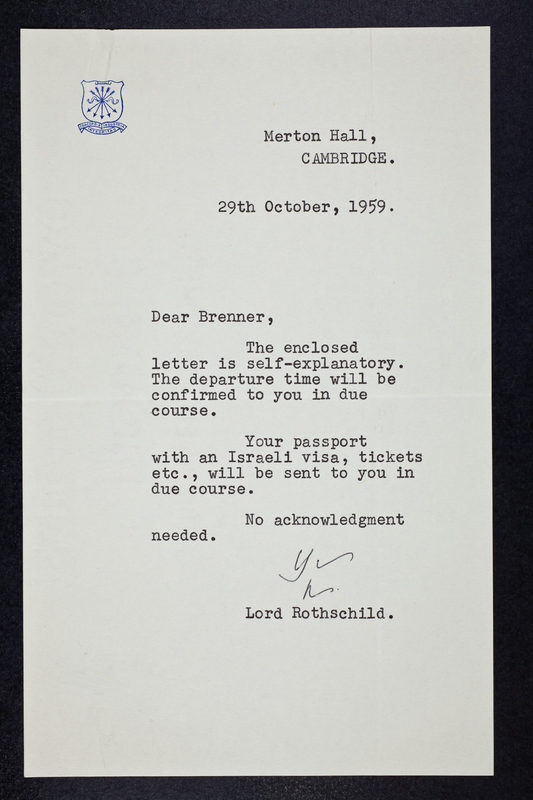 Merton Hall,
CAMBRIDGE.
29th October, 1959.
Dear Brenner,
The enclosed
letter is self-explanatory.
The departure time will be
confirmed to you in due
course.
Your passport
with an Israeli visa, tickets
etc., will be sent to you in
due course.
No acknowledgment
needed.
Lord Rothschild.